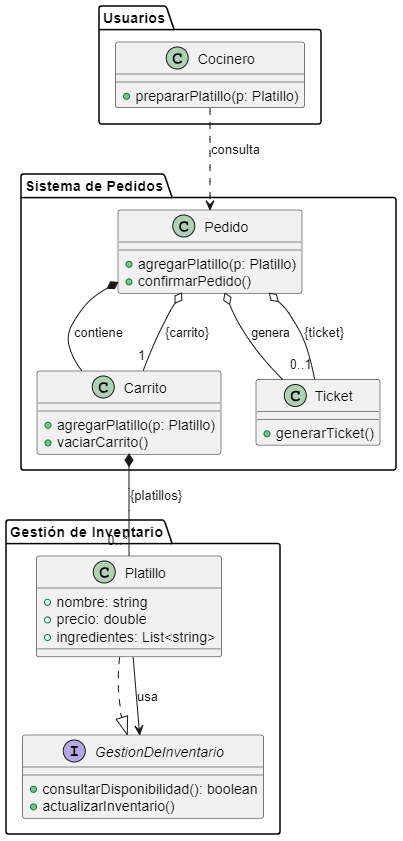 Usuarios
C Cocinero
prepararPlatillo(p: Platillo)
consulta
Sistema de Pedidos
C Pedido
agregarPlatillo(p: Platillo)
confirmarPedido()
contiene
{carrito}
genera
{ticket}
1
0..1
C Carrito
agregarPlatillo(p: Platillo)
vaciarCarrito()
C Ticket
generarTicket()
{platillos}
Gestión de Inventario
C Platillo
nombre: string
precio: double
ingredientes: List<string>
usa
I GestionDeInventario
consultarDisponibilidad(): boolean
actualizarInventario()